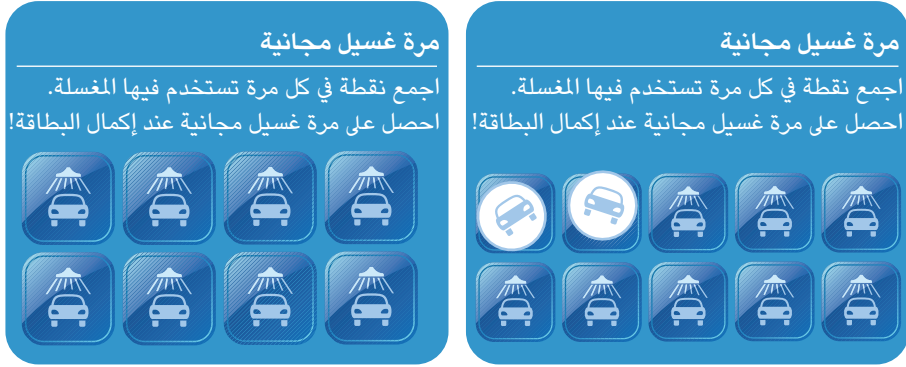 مرة غسيل مجانية
اجمع نقطة في كل مرة تستخدم فيها المغسلة.
احصل على مرة غسيل مجانية عند إكمال البطاقة!
مرة غسيل مجانية
اجمع نقطة في كل مرة تستخدم فيها المغسلة.
احصل على مرة غسيل مجانية عند إكمال البطاقة!